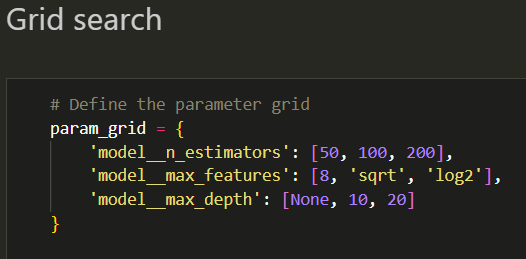 Grid search
# Define the parameter grid
param_grid = {
    'model__n_estimators': [50, 100, 200],
    'model__max_features': [8, 'sqrt', 'log2'],
    'model__max_depth': [None, 10, 20]
}